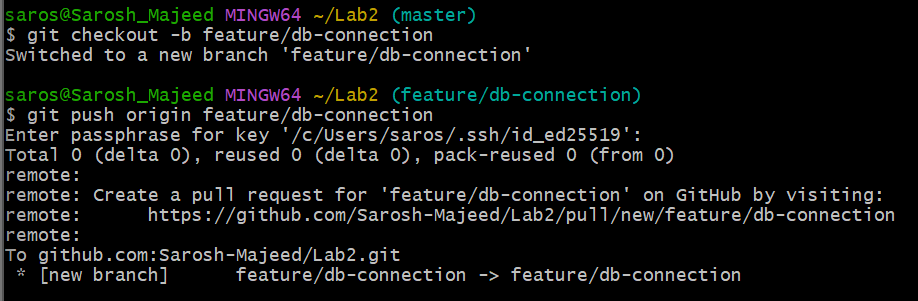 saros@Sarosh_Majeed MINGW64 ~/Lab2 (master)
$ git checkout -b feature/db-connection
Switched to a new branch 'feature/db-connection'

saros@Sarosh_Majeed MINGW64 ~/Lab2 (feature/db-connection)
$ git push origin feature/db-connection
Enter passphrase for key '/c/Users/saros/.ssh/id_ed25519':
Total 0 (delta 0), reused 0 (delta 0), pack-reused 0 (from 0)
remote:
remote: Create a pull request for 'feature/db-connection' on GitHub by visiting:
remote:      https://github.com/Sarosh-Majeed/Lab2/pull/new/feature/db-connection
remote:
To github.com:Sarosh-Majeed/Lab2.git
 * [new branch]      feature/db-connection -> feature/db-connection